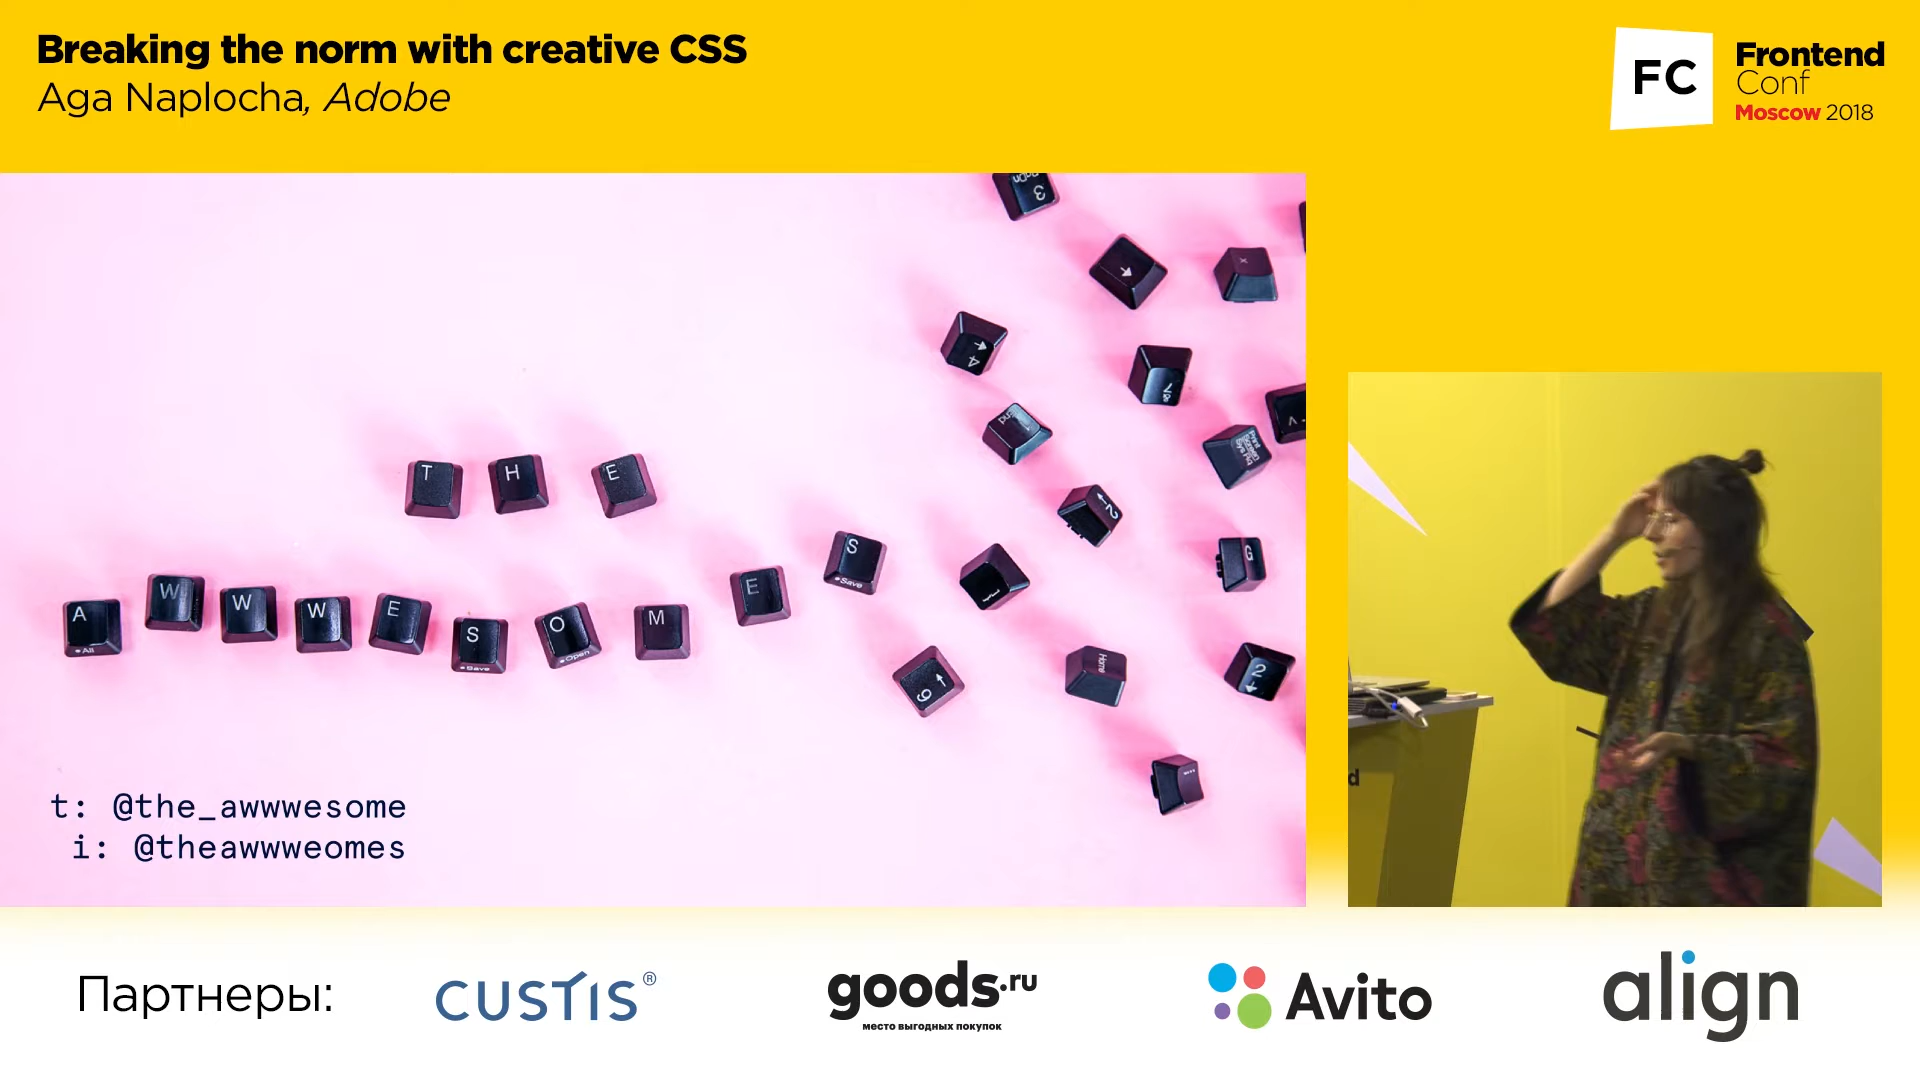 Breaking the norm with creative CSS
Aga Naplocha, Adobe
FC
Frontend
Conf
Moscow 2018
T H E
A W W W E S O M E S
t: @the_awwwesome
i: @theawwweomes
Партнеры:
CUSTIS®
goods.ru
место выгодных покупок
Avito
align